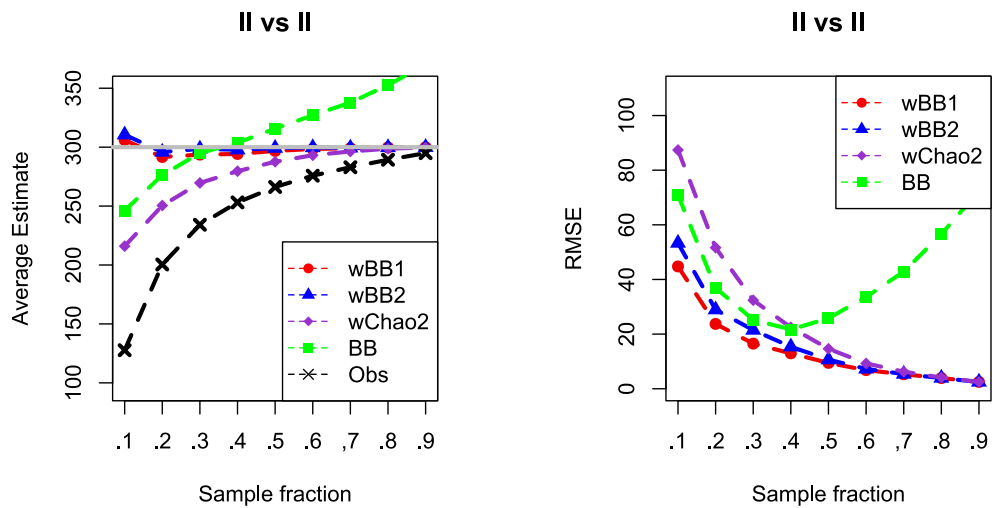 II vs II
Average Estimate
350
300
250
200
150
100
wBB1
wBB2
wChao2
BB
Obs
.1 .2 .3 .4 .5 .6 ,7 .8 .9
Sample fraction
II vs II
RMSE
100
80
60
40
20
0
wBB1
wBB2
wChao2
BB
.1 .2 .3 .4 .5 .6 ,7 .8 .9
Sample fraction